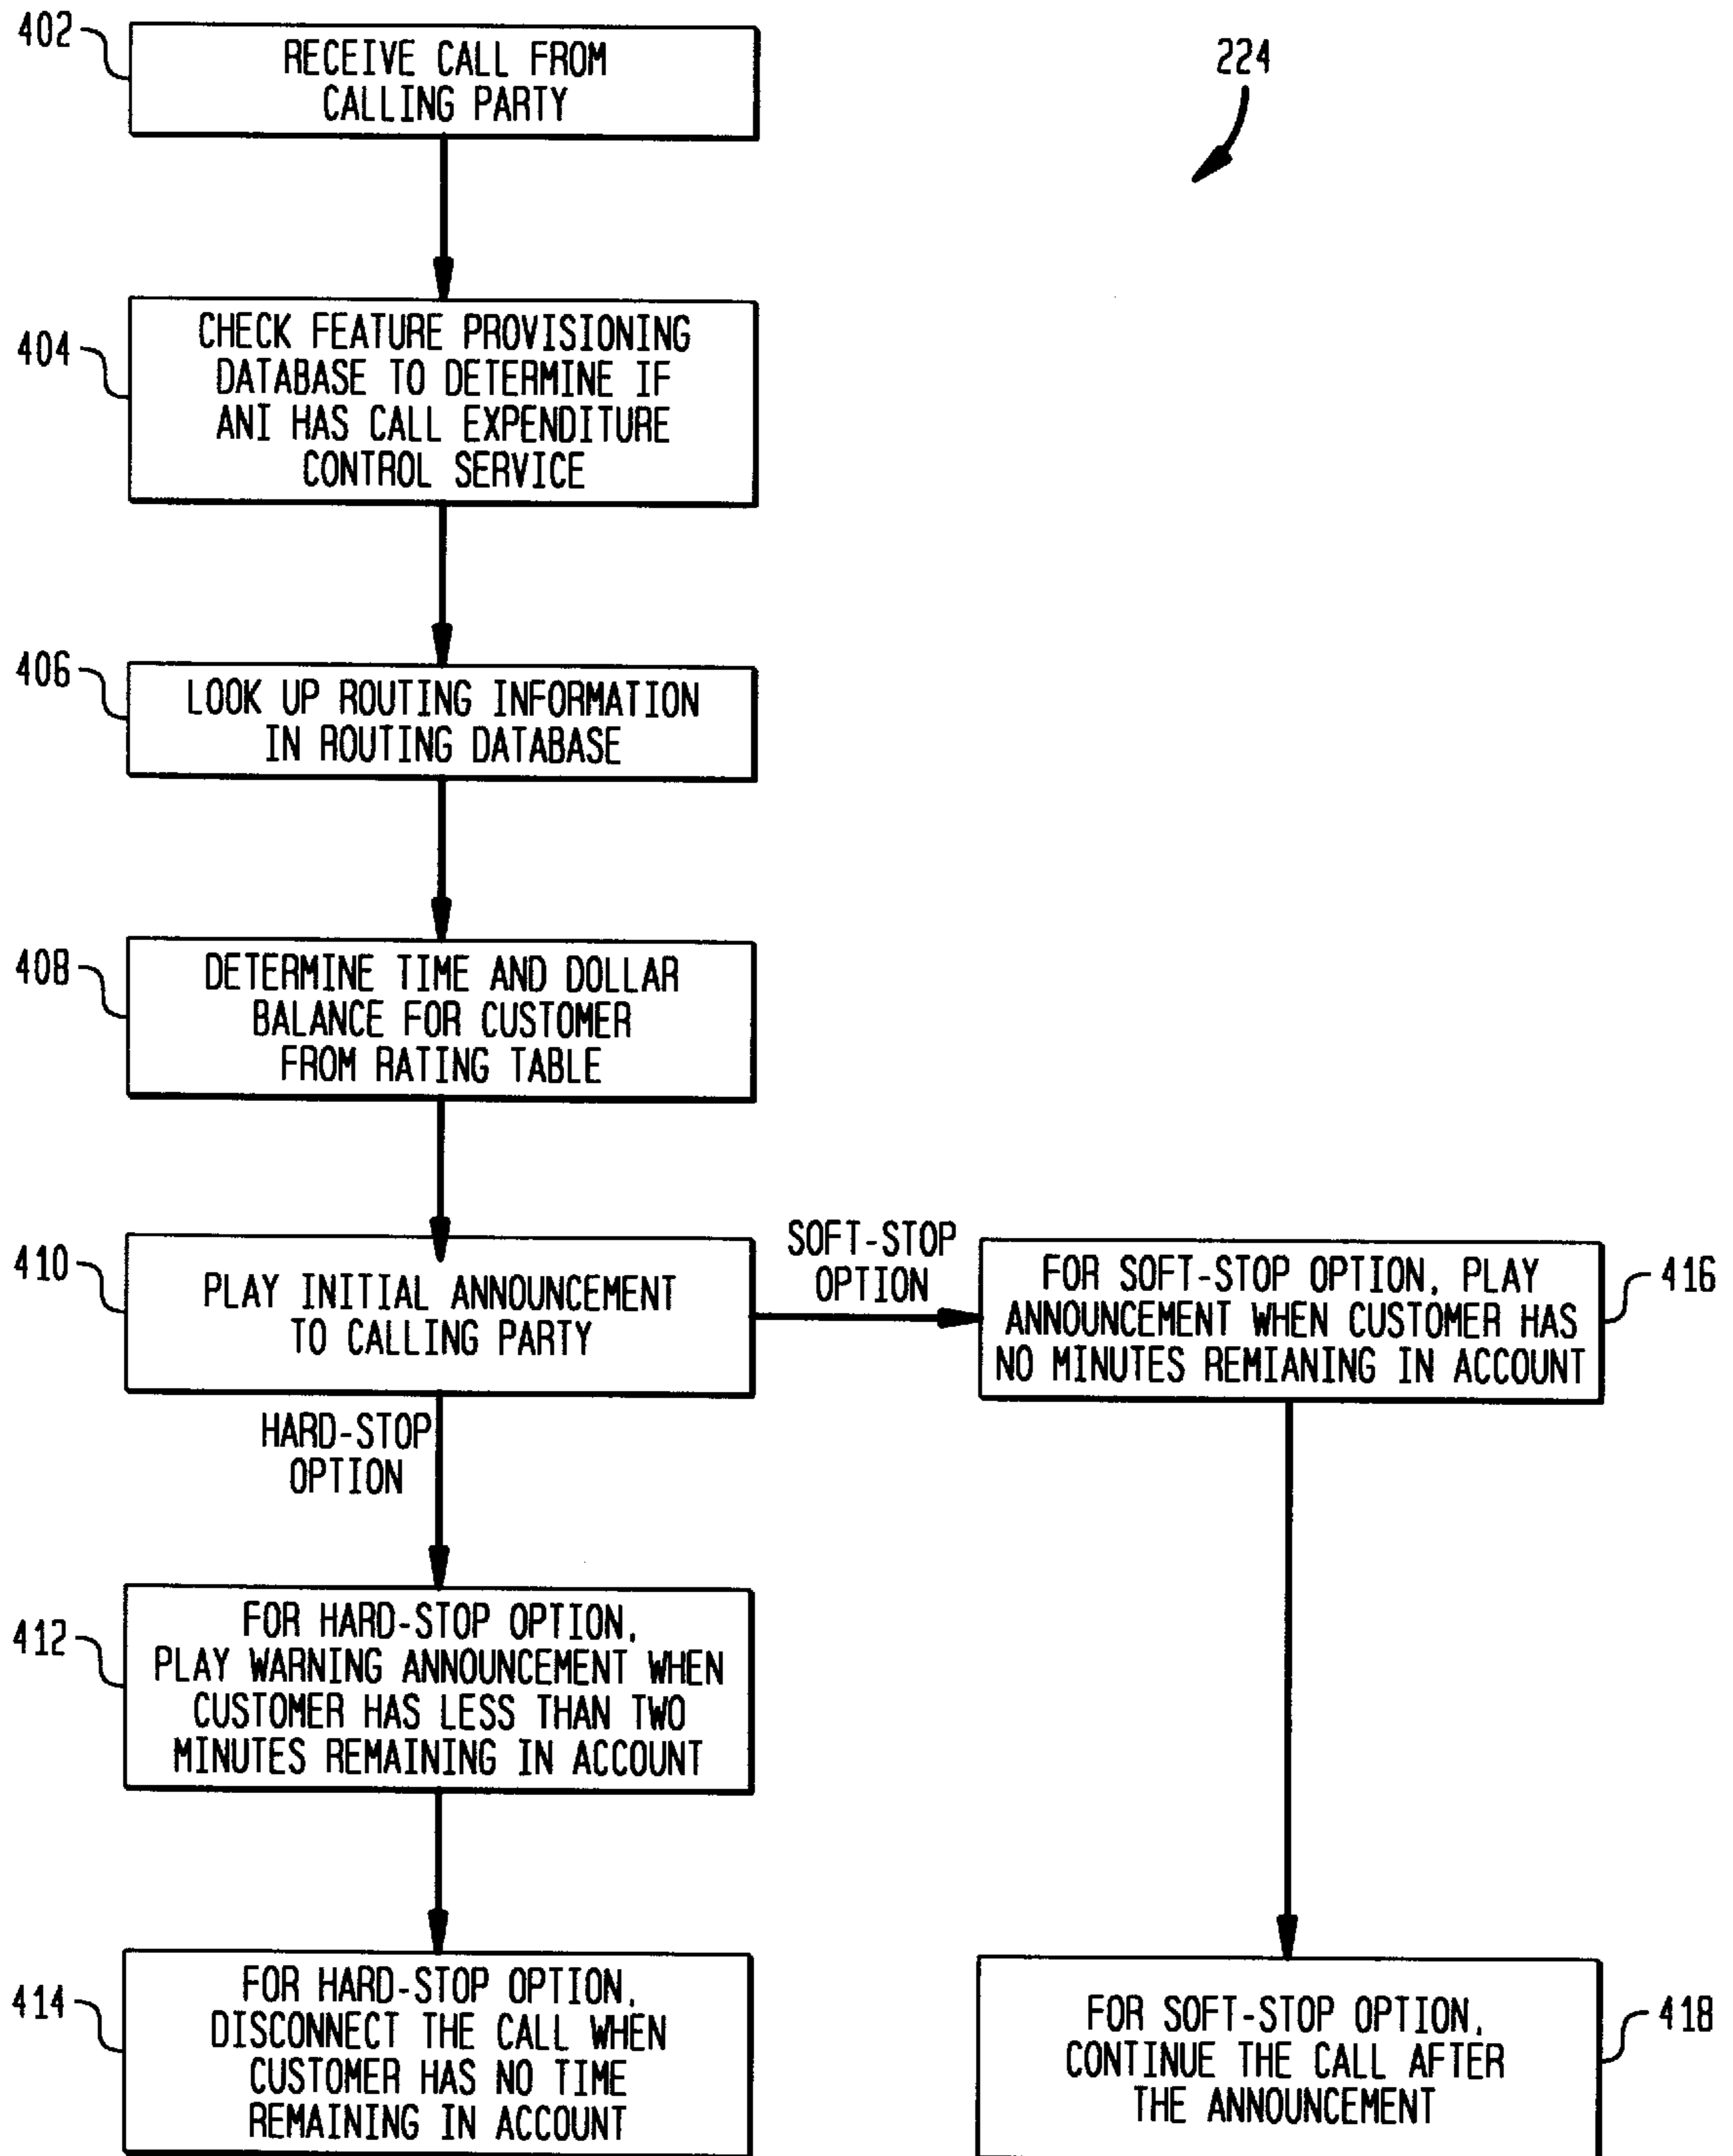 402
RECEIVE CALL FROM
CALLING PARTY
224
404
CHECK FEATURE PROVISIONING
DATABASE TO DETERMINE IF
ANI HAS CALL EXPENDITURE
CONTROL SERVICE
406
LOOK UP ROUTING INFORMATION
IN ROUTING DATABASE
408
DETERMINE TIME AND DOLLAR
BALANCE FOR CUSTOMER
FROM RATING TABLE
410
PLAY INITIAL ANNOUNCEMENT
TO CALLING PARTY
SOFT-STOP
OPTION
FOR SOFT-STOP OPTION, PLAY
ANNOUNCEMENT WHEN CUSTOMER HAS
NO MINUTES REMIANING IN ACCOUNT
416
HARD-STOP
OPTION
412
FOR HARD-STOP OPTION,
PLAY WARNING ANNOUNCEMENT WHEN
CUSTOMER HAS LESS THAN TWO
MINUTES REMAINING IN ACCOUNT
414
FOR HARD-STOP OPTION,
DISCONNECT THE CALL WHEN
CUSTOMER HAS NO TIME
REMAINING IN ACCOUNT
FOR SOFT-STOP OPTION,
CONTINUE THE CALL AFTER
THE ANNOUNCEMENT
418